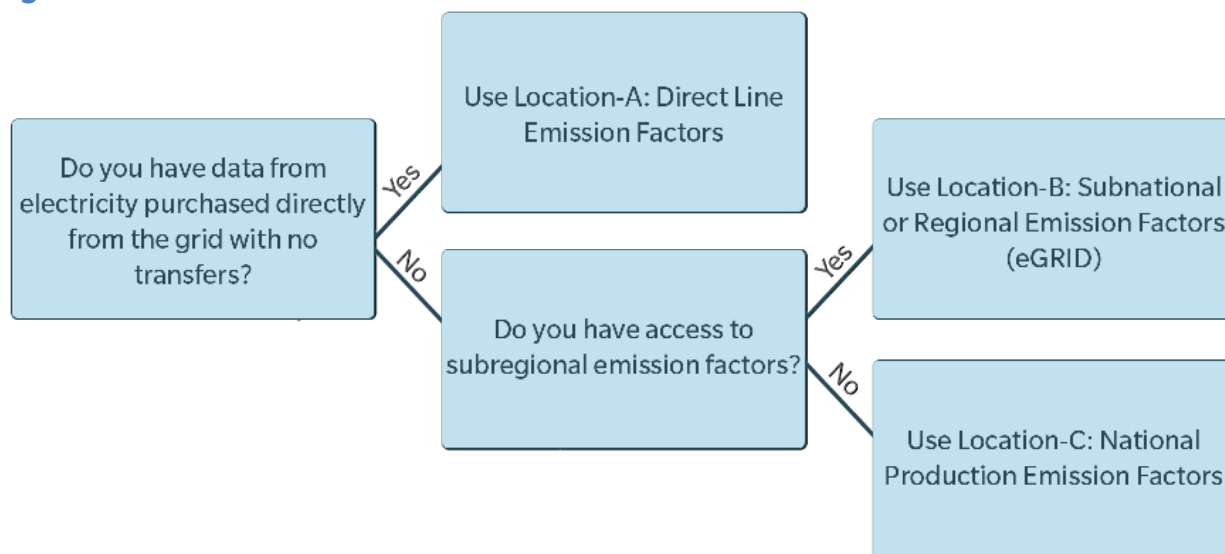 Use Location-A: Direct Line
Emission Factors
Do you have data from
electricity purchased directly
from the grid with no
transfers?
Yes
No
Do you have access to
subregional emission factors?
Yes
No
Use Location-B: Subnational
or Regional Emission Factors
(eGRID)
Use Location-C: National
Production Emission Factors